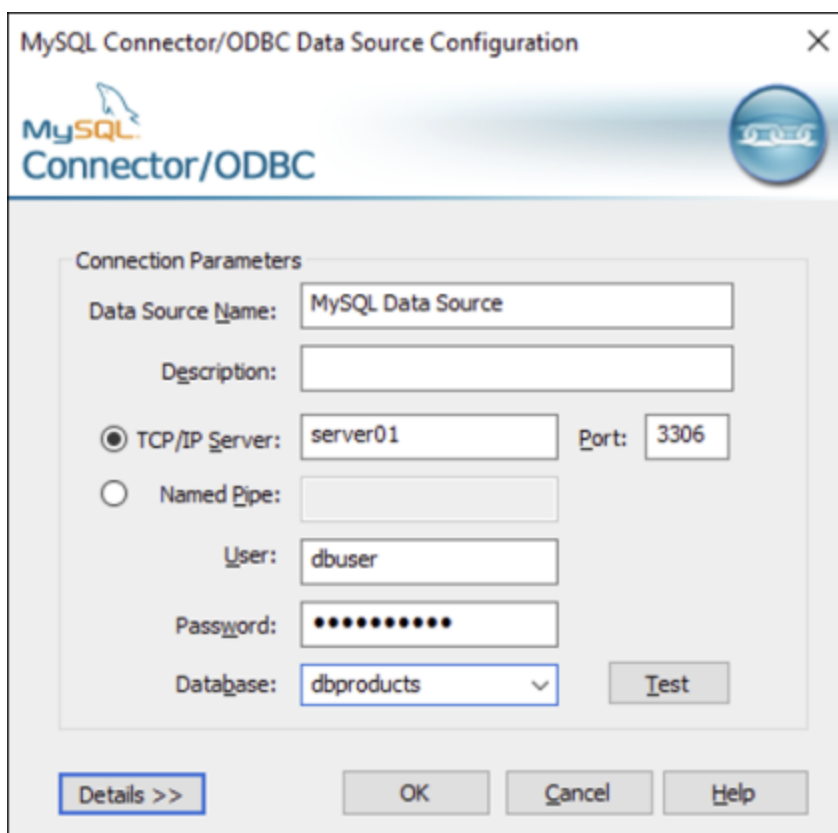 MySQL Connector/ODBC Data Source Configuration
MySQL
Connector/ODBC
Connection Parameters
Data Source Name: MySQL Data Source
Description:
TCP/IP Server: server01 Port: 3306
Named Pipe:
User: dbuser
Password: ••••••••••
Database: dbproducts Test
Details >> OK Cancel Help